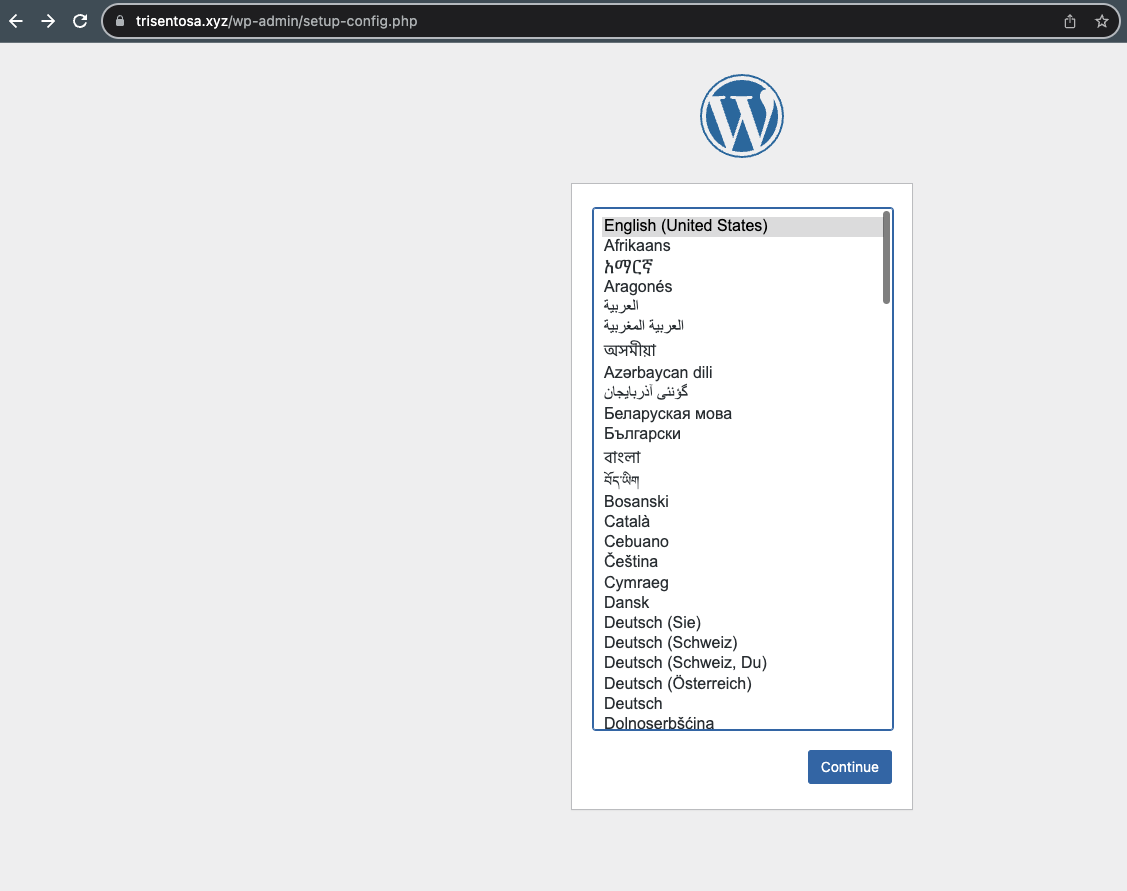 trisentosa.xyz/wp-admin/setup-config.php
English (United States)
Afrikaans
አማርኛ
Aragonés
العربية
العربية المغربية
অসমীয়া
Azərbaycan dili
گؤنئی آذربایجان
Беларуская мова
Български
বাংলা
བོད་ཡིག
Bosanski
Català
Cebuano
Čeština
Cymraeg
Dansk
Deutsch (Sie)
Deutsch (Schweiz)
Deutsch (Schweiz, Du)
Deutsch (Österreich)
Deutsch
Dolnoserbšćina
Continue